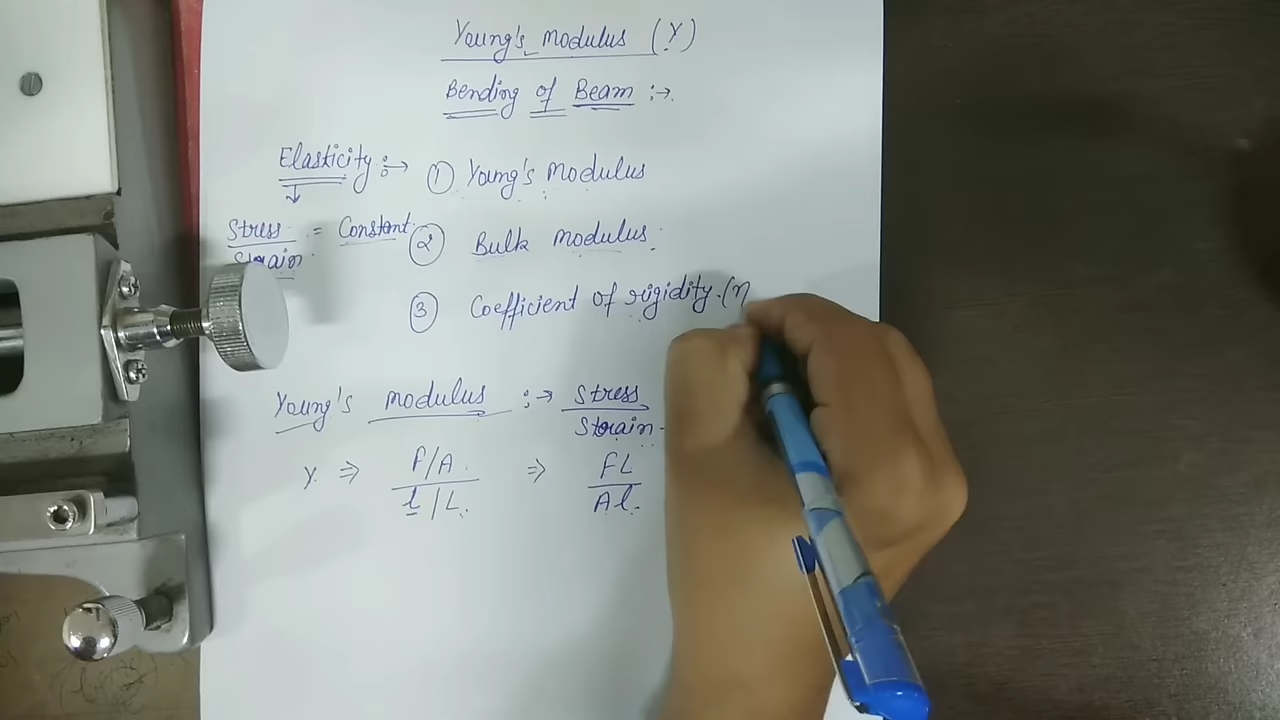 Young's modulus (Y)
Bending of Beam :→
Elasticity :→ ① Young's Modulus
↓
Stress / Strain = Constant
② Bulk modulus.
③ Coefficient of rigidity. (η
Young's modulus :→ Stress / Strain
Y ⇒ F/A / l/L ⇒ FL / Al